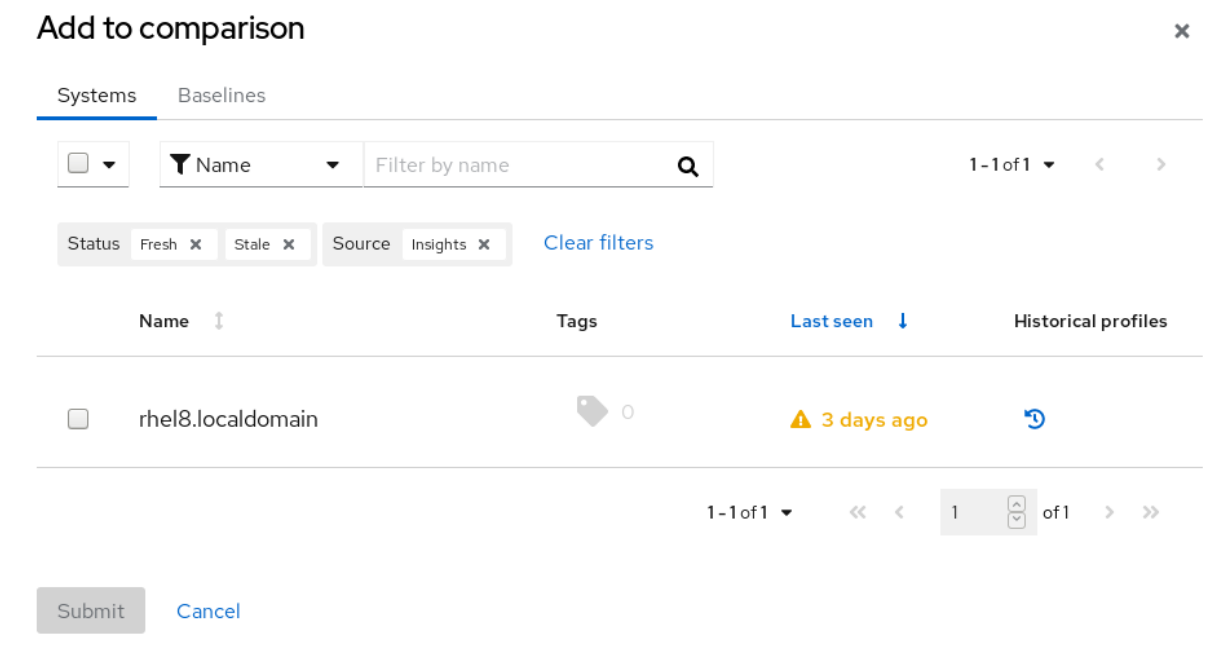 Add to comparison
Systems Baselines
Name Filter by name 1-1 of 1
Status Fresh Stale Source Insights Clear filters
Name Tags Last seen Historical profiles
rhel8.localdomain 0 3 days ago
1-1 of 1 1 of 1
Submit Cancel